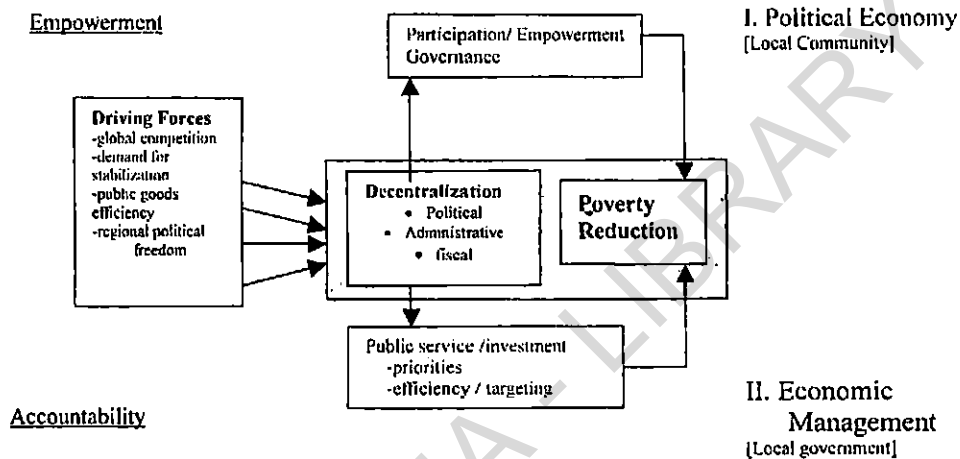 Empowerment
I. Political Economy
[Local Community]
Participation/ Empowerment
Governance
Driving Forces
-global competition
-demand for
stabilization
-public goods
efficiency
-regional political
freedom
Decentralization
• Political
• Administrative
• fiscal
Poverty
Reduction
Public service /investment
-priorities
-efficiency / targeting
Accountability
II. Economic
Management
[Local government]
- LIBRARY